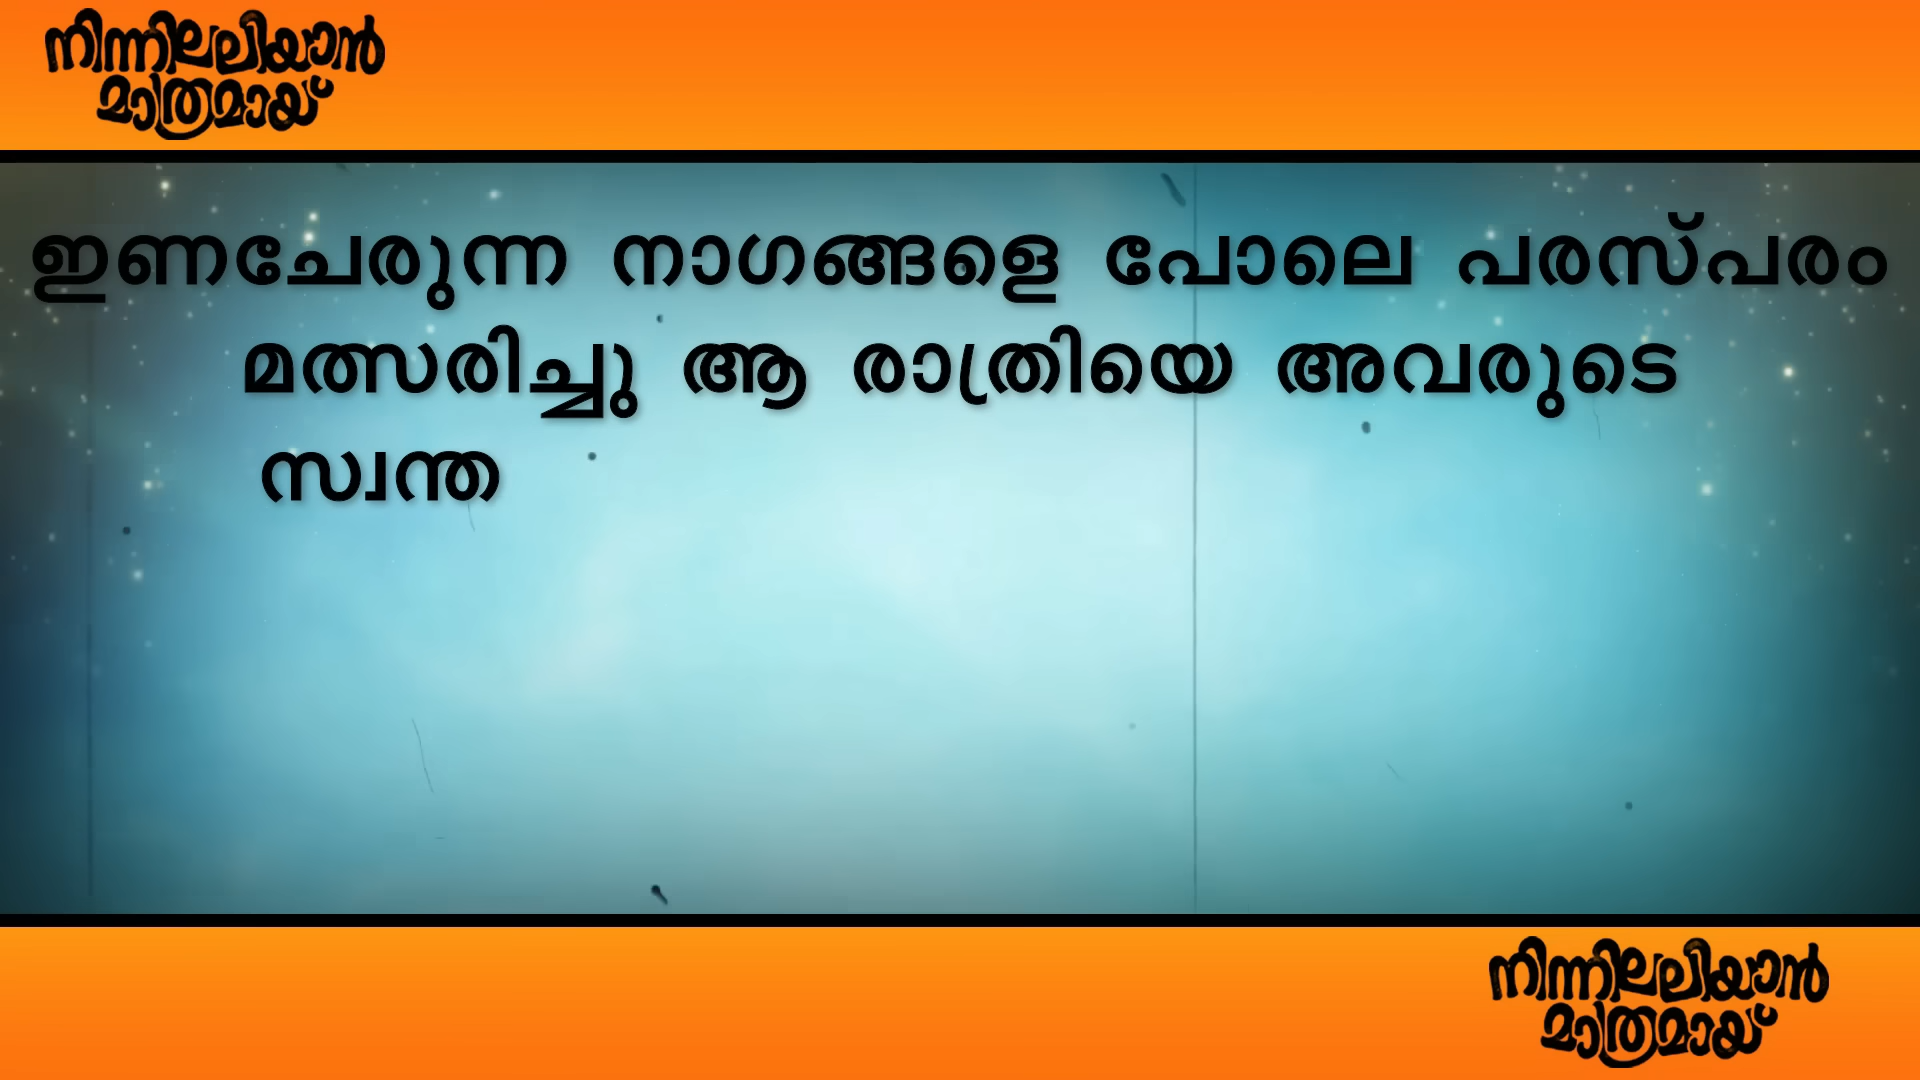 നിന്നിലലിയാൻ
മാത്രമായ്
ഇണചേരുന്ന നാഗങ്ങളെ പോലെ പരസ്പരം
മത്സരിച്ചു ആ രാത്രിയെ അവരുടെ
സ്വന്ത
നിന്നിലലിയാൻ
മാത്രമായ്